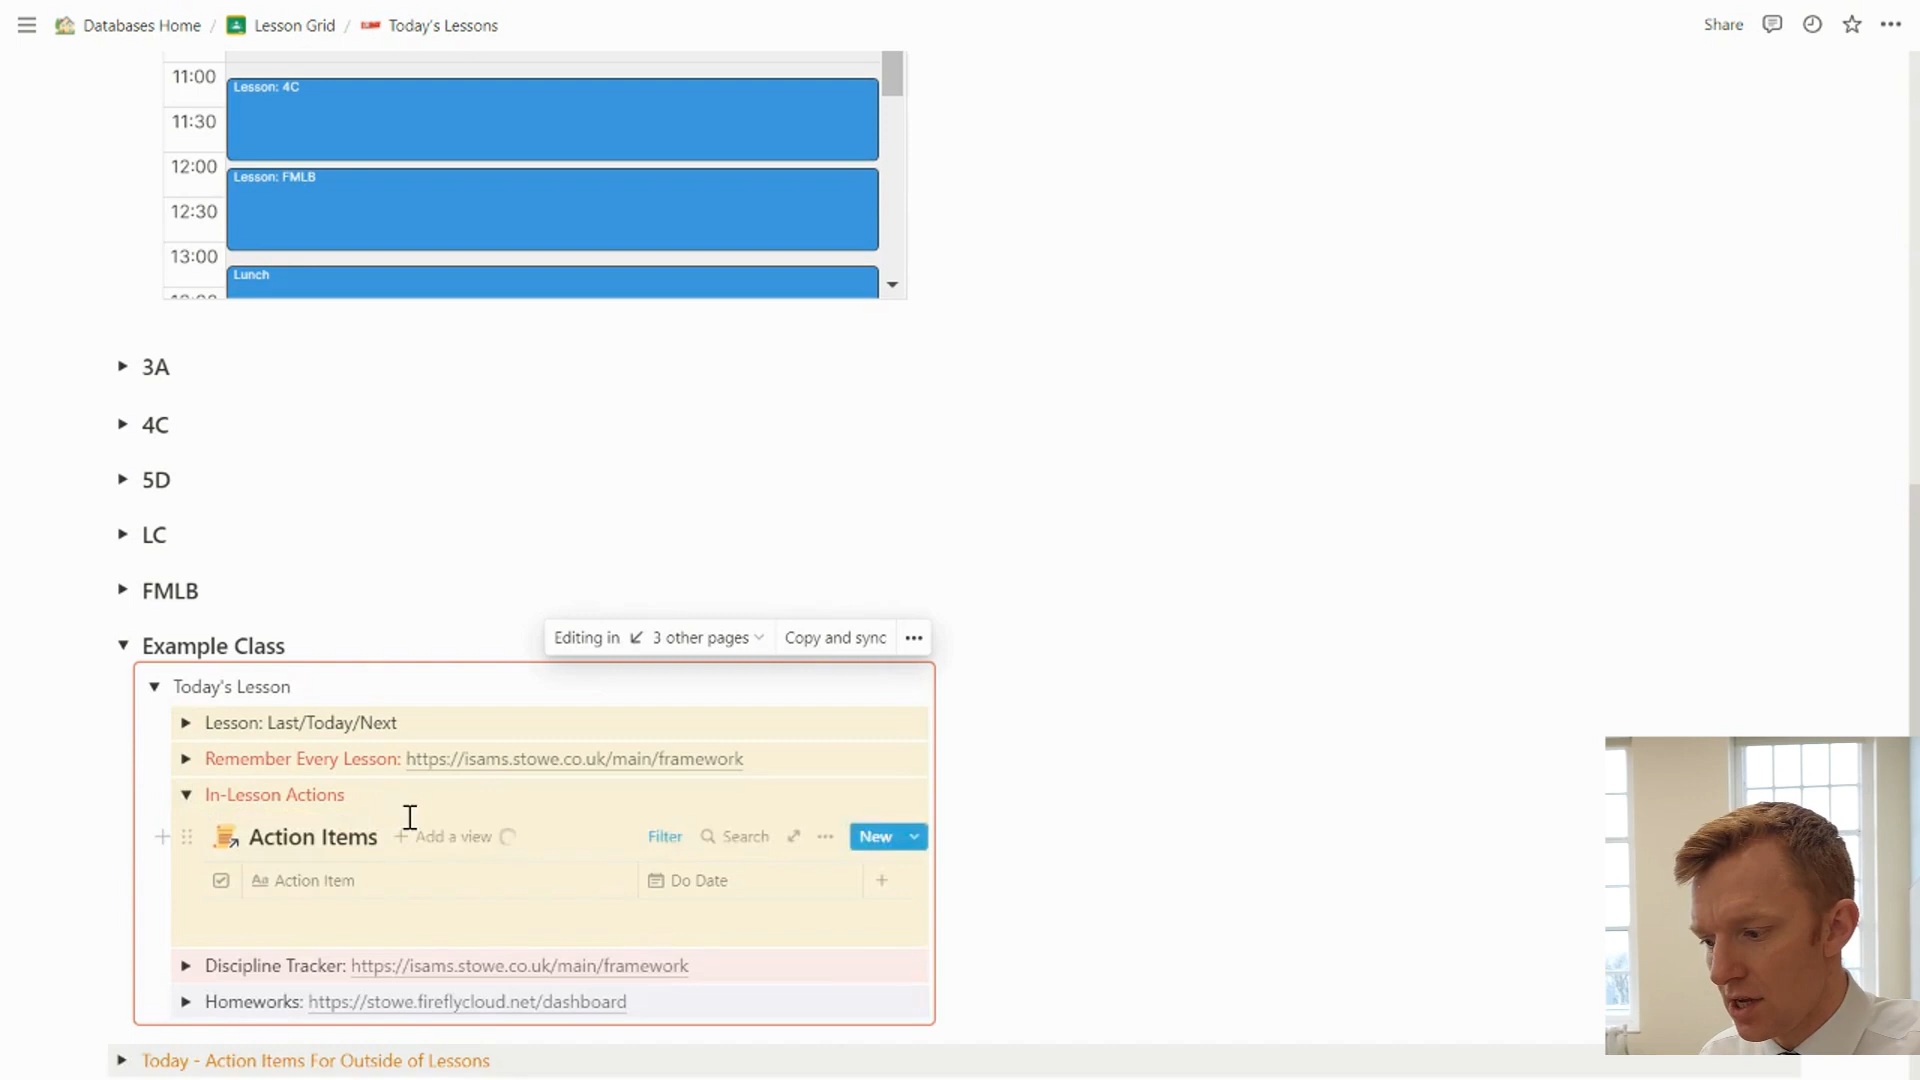 Databases Home / Lesson Grid / Today's Lessons
Share
11:00
Lesson: 4C
11:30
12:00
Lesson: FMLB
12:30
13:00
Lunch
3A
4C
5D
LC
FMLB
Example Class
Editing in 3 other pages Copy and sync
Today's Lesson
Lesson: Last/Today/Next
Remember Every Lesson: https://isams.stowe.co.uk/main/framework
In-Lesson Actions
Action Items + Add a view Filter Search New
Aa Action Item Do Date +
Discipline Tracker: https://isams.stowe.co.uk/main/framework
Homeworks: https://stowe.fireflycloud.net/dashboard
Today - Action Items For Outside of Lessons